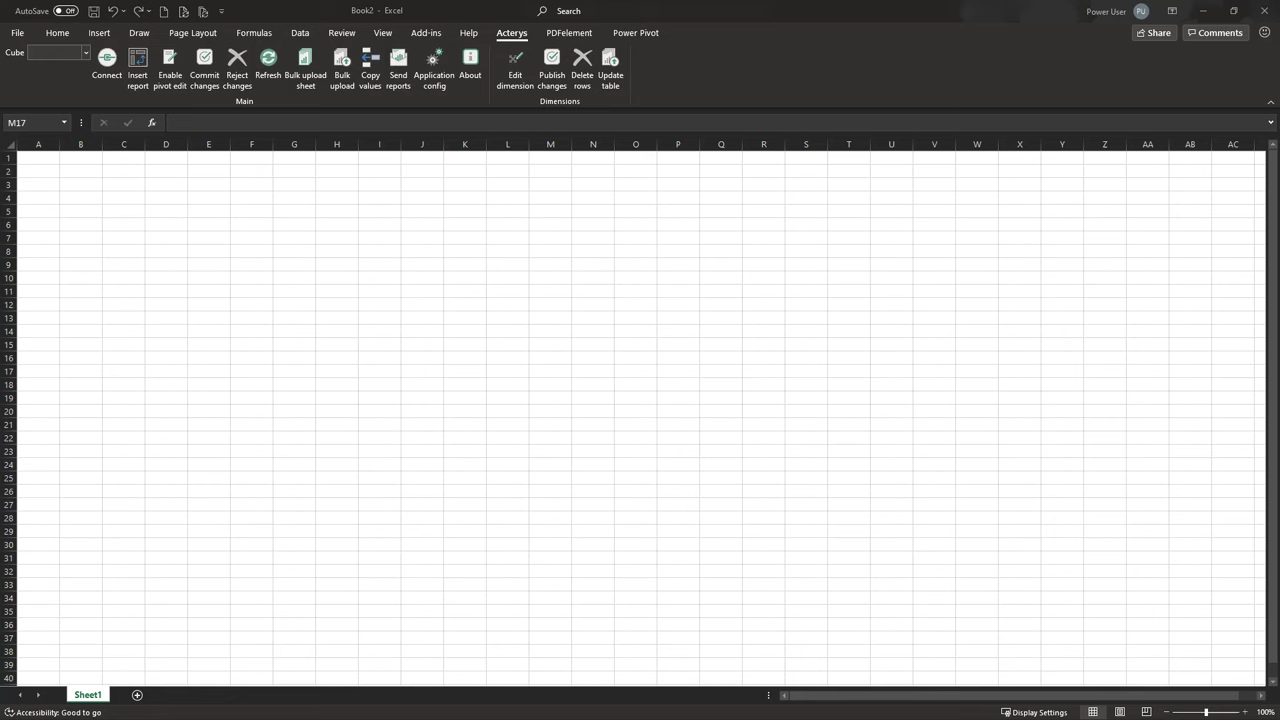 AutoSave Off Book2 - Excel Search Power User PU
File Home Insert Draw Page Layout Formulas Data Review View Add-ins Help Acterys PDFelement Power Pivot Share Comments
Cube
Connect
Insert report
Enable pivot edit
Commit changes
Reject changes
Refresh
Bulk upload sheet
Bulk upload
Copy values
Send reports
Application config
About
Edit dimension
Publish changes
Delete rows
Update table
Main Dimensions
M17 fx
A B C D E F G H I J K L M N O P Q R S T U V W X Y Z AA AB AC
1
2
3
4
5
6
7
8
9
10
11
12
13
14
15
16
17
18
19
20
21
22
23
24
25
26
27
28
29
30
31
32
33
34
35
36
37
38
39
40
Sheet1
Accessibility: Good to go Display Settings 100%